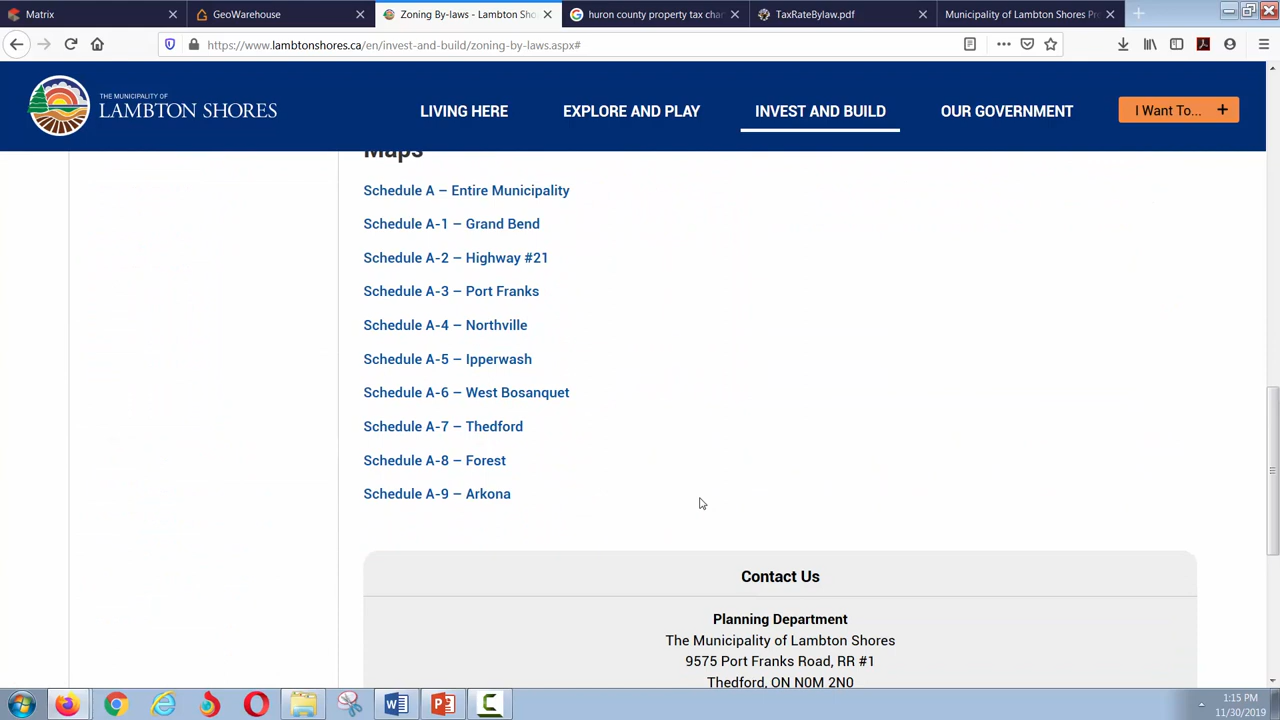 Matrix
GeoWarehouse
Zoning By-laws - Lambton Sho
huron county property tax char
TaxRateBylaw.pdf
Municipality of Lambton Shores Pr
https://www.lambtonshores.ca/en/invest-and-build/zoning-by-laws.aspx#
THE MUNICIPALITY OF
LAMBTON SHORES
LIVING HERE
EXPLORE AND PLAY
INVEST AND BUILD
OUR GOVERNMENT
I Want To... +
Maps
Schedule A – Entire Municipality
Schedule A-1 – Grand Bend
Schedule A-2 – Highway #21
Schedule A-3 – Port Franks
Schedule A-4 – Northville
Schedule A-5 – Ipperwash
Schedule A-6 – West Bosanquet
Schedule A-7 – Thedford
Schedule A-8 – Forest
Schedule A-9 – Arkona
Contact Us
Planning Department
The Municipality of Lambton Shores
9575 Port Franks Road, RR #1
Thedford, ON N0M 2N0
1:15 PM
11/30/2019